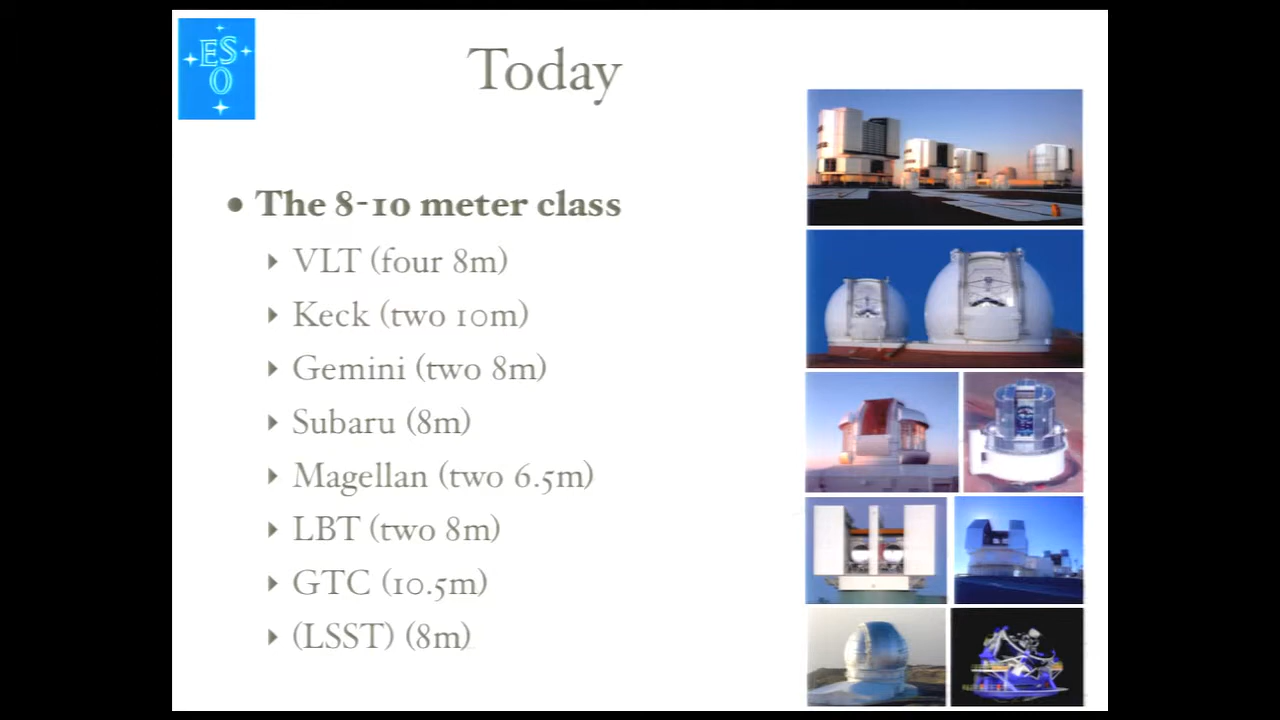 ES
O
Today
• The 8-10 meter class
VLT (four 8m)
Keck (two 10m)
Gemini (two 8m)
Subaru (8m)
Magellan (two 6.5m)
LBT (two 8m)
GTC (10.5m)
(LSST) (8m)